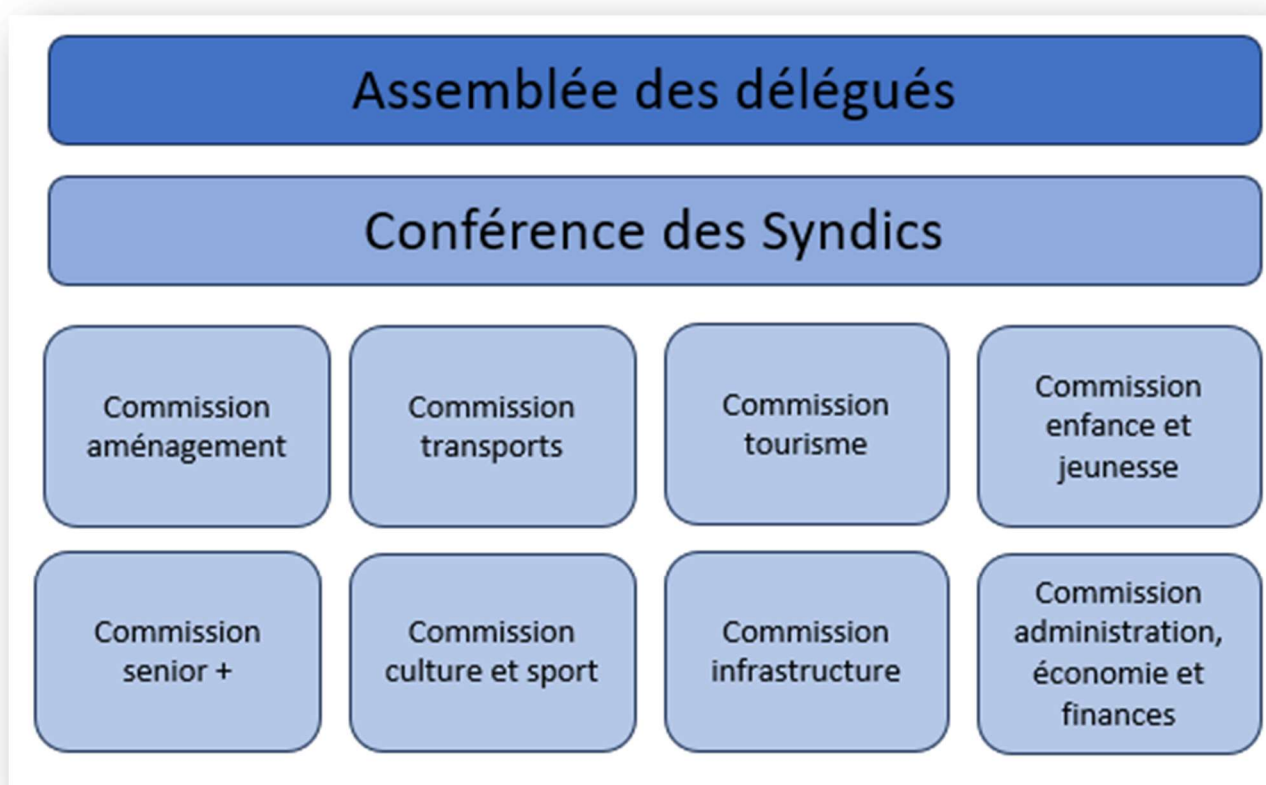 Assemblée des délégués
Conférence des Syndics
Commission
aménagement
Commission
transports
Commission
tourisme
Commission
enfance et
jeunesse
Commission
senior +
Commission
culture et sport
Commission
infrastructure
Commission
administration,
économie et
finances